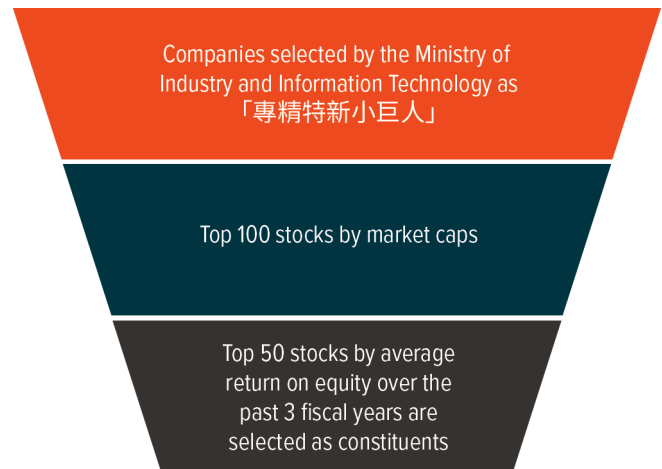 Companies selected by the Ministry of
Industry and Information Technology as
「專精特新小巨人」
Top 100 stocks by market caps
Top 50 stocks by average
return on equity over the
past 3 fiscal years are
selected as constituents